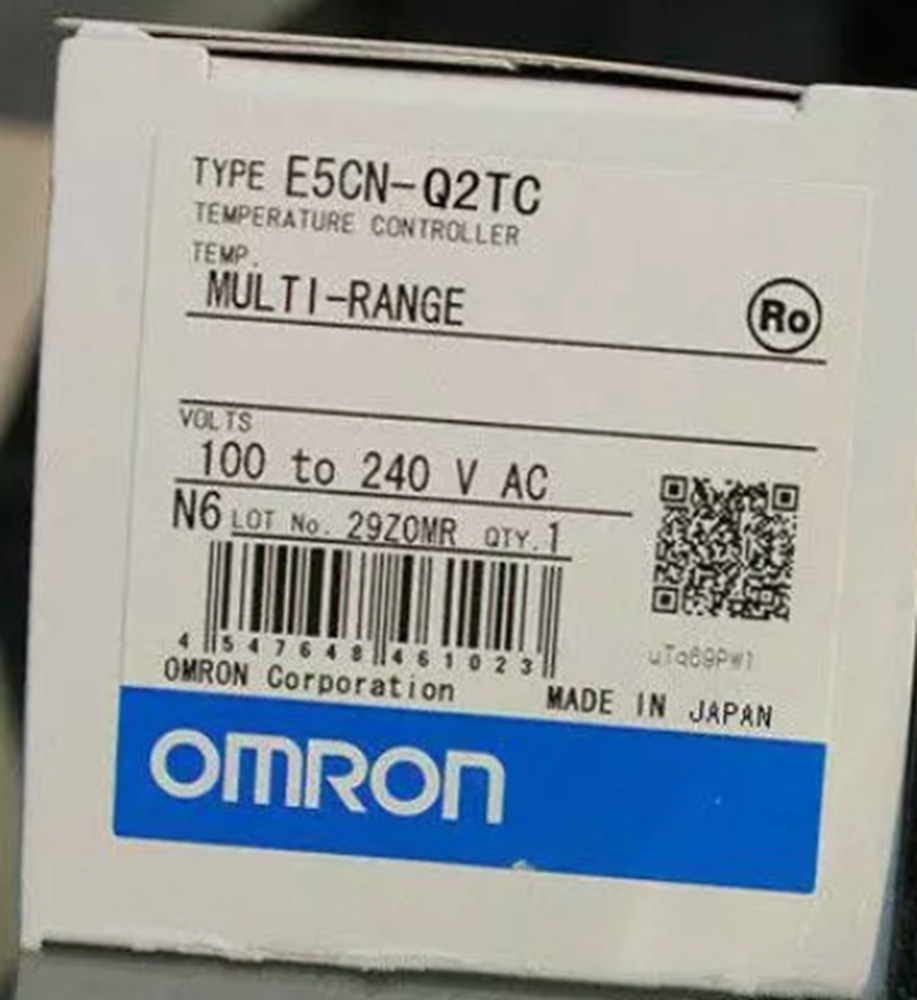 TYPE E5CN-Q2TC
TEMPERATURE CONTROLLER
TEMP.
MULTI-RANGE
Ro
VOLTS
100 to 240 V AC
N6 LOT No. 29Z0MR QTY. 1
4 547648 461023
OMRON Corporation MADE IN JAPAN
OMRON